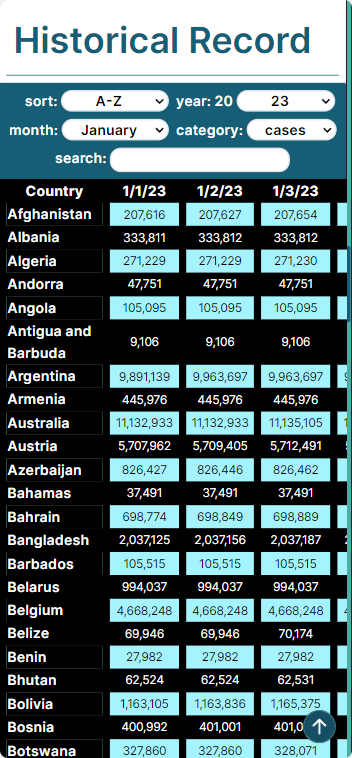 Historical Record
sort: A-Z year: 20 23
month: January category: cases
search:
Country 1/1/23 1/2/23 1/3/23
Afghanistan 207,616 207,627 207,654
Albania 333,811 333,812 333,812
Algeria 271,229 271,229 271,230
Andorra 47,751 47,751 47,751
Angola 105,095 105,095 105,095
Antigua and
Barbuda 9,106 9,106 9,106
Argentina 9,891,139 9,963,697 9,963,697
Armenia 445,976 445,976 445,976
Australia 11,132,933 11,132,933 11,135,105
Austria 5,707,962 5,709,405 5,712,491
Azerbaijan 826,427 826,446 826,462
Bahamas 37,491 37,491 37,491
Bahrain 698,774 698,849 698,889
Bangladesh 2,037,125 2,037,156 2,037,187
Barbados 105,515 105,515 105,515
Belarus 994,037 994,037 994,037
Belgium 4,668,248 4,668,248 4,668,248
Belize 69,946 69,946 70,174
Benin 27,982 27,982 27,982
Bhutan 62,524 62,524 62,531
Bolivia 1,163,105 1,163,836 1,165,375
Bosnia 400,992 401,001
Botswana 327,860 327,860 328,071